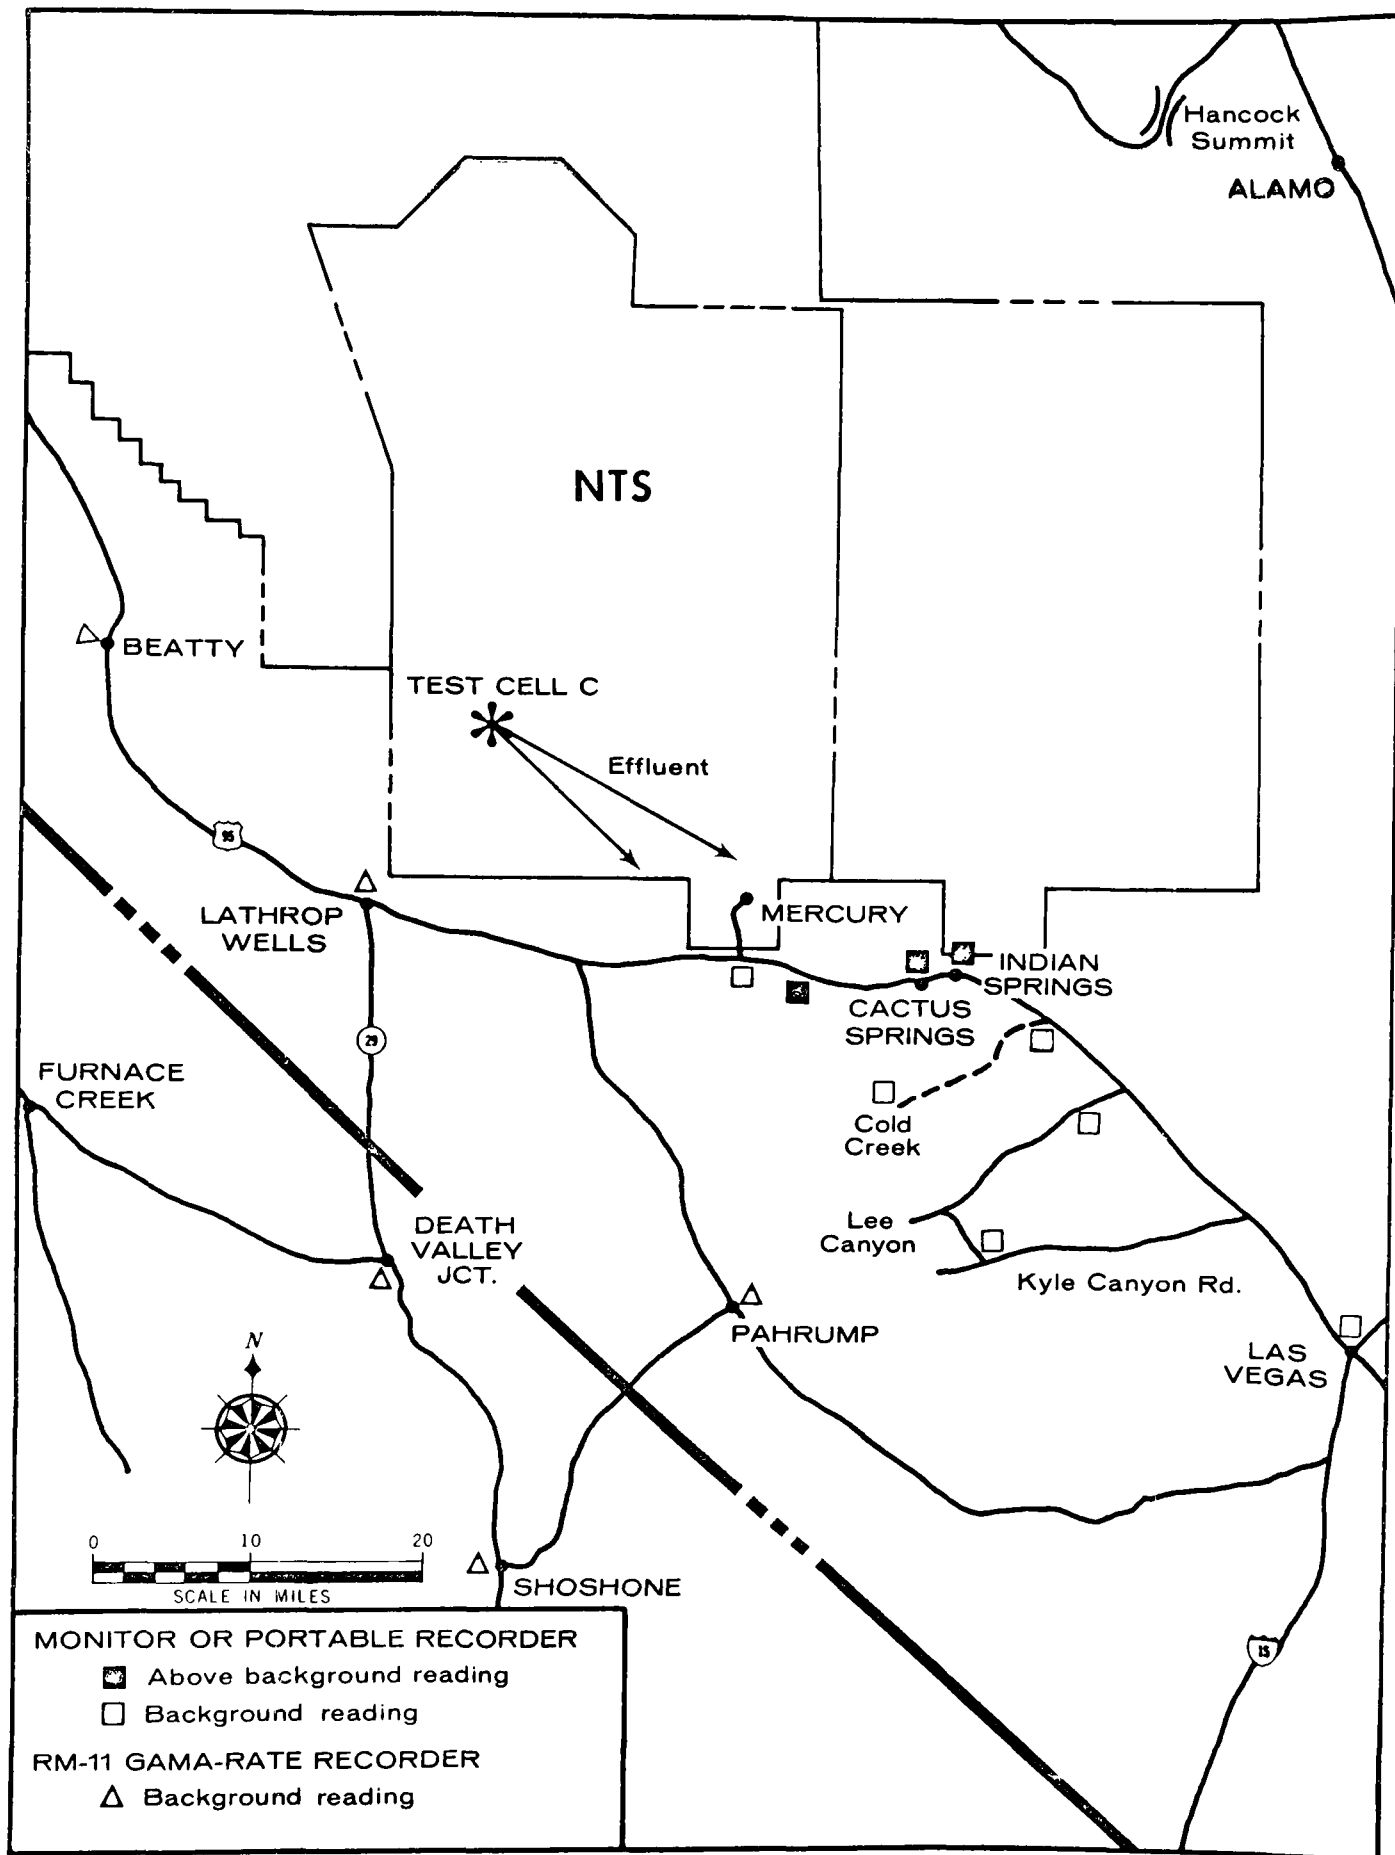 Hancock
Summit
ALAMO
NTS
BEATTY
TEST CELL C
Effluent
95
LATHROP
WELLS
MERCURY
INDIAN
SPRINGS
CACTUS
SPRINGS
29
FURNACE
CREEK
Cold
Creek
DEATH
VALLEY
JCT.
Lee
Canyon
Kyle Canyon Rd.
PAHRUMP
LAS
VEGAS
N
0 10 20
SCALE IN MILES
SHOSHONE
15
MONITOR OR PORTABLE RECORDER
Above background reading
Background reading
RM-11 GAMA-RATE RECORDER
Background reading